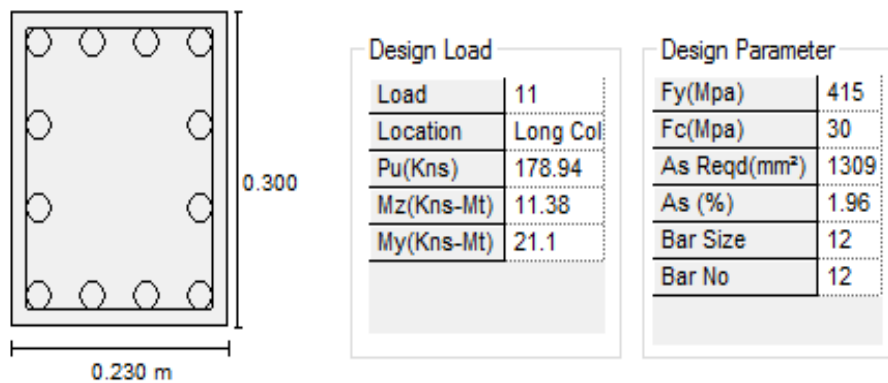 0.300
0.230 m
Design Load
Load 11
Location Long Col
Pu(Kns) 178.94
Mz(Kns-Mt) 11.38
My(Kns-Mt) 21.1
Design Parameter
Fy(Mpa) 415
Fc(Mpa) 30
As Reqd(mm²) 1309
As (%) 1.96
Bar Size 12
Bar No 12